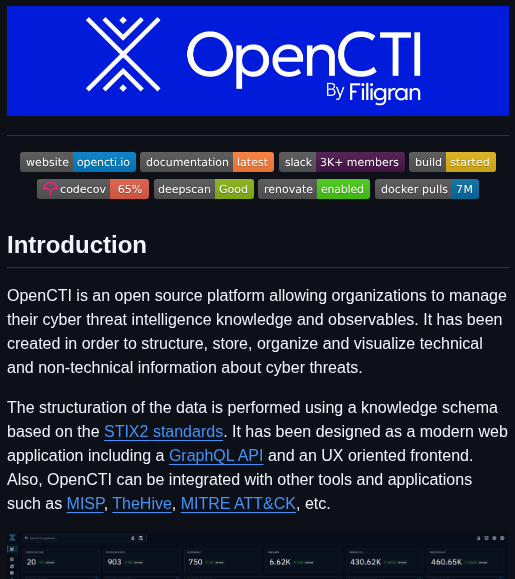 OpenCTI
By Filigran
website opencti.io documentation latest slack 3K+ members build started
codecov 65% deepscan Good renovate enabled docker pulls 7M
Introduction
OpenCTI is an open source platform allowing organizations to manage
their cyber threat intelligence knowledge and observables. It has been
created in order to structure, store, organize and visualize technical
and non-technical information about cyber threats.
The structuration of the data is performed using a knowledge schema
based on the STIX2 standards. It has been designed as a modern web
application including a GraphQL API and an UX oriented frontend.
Also, OpenCTI can be integrated with other tools and applications
such as MISP, TheHive, MITRE ATT&CK, etc.
20 903 750 6.62K 430.62K 460.65K